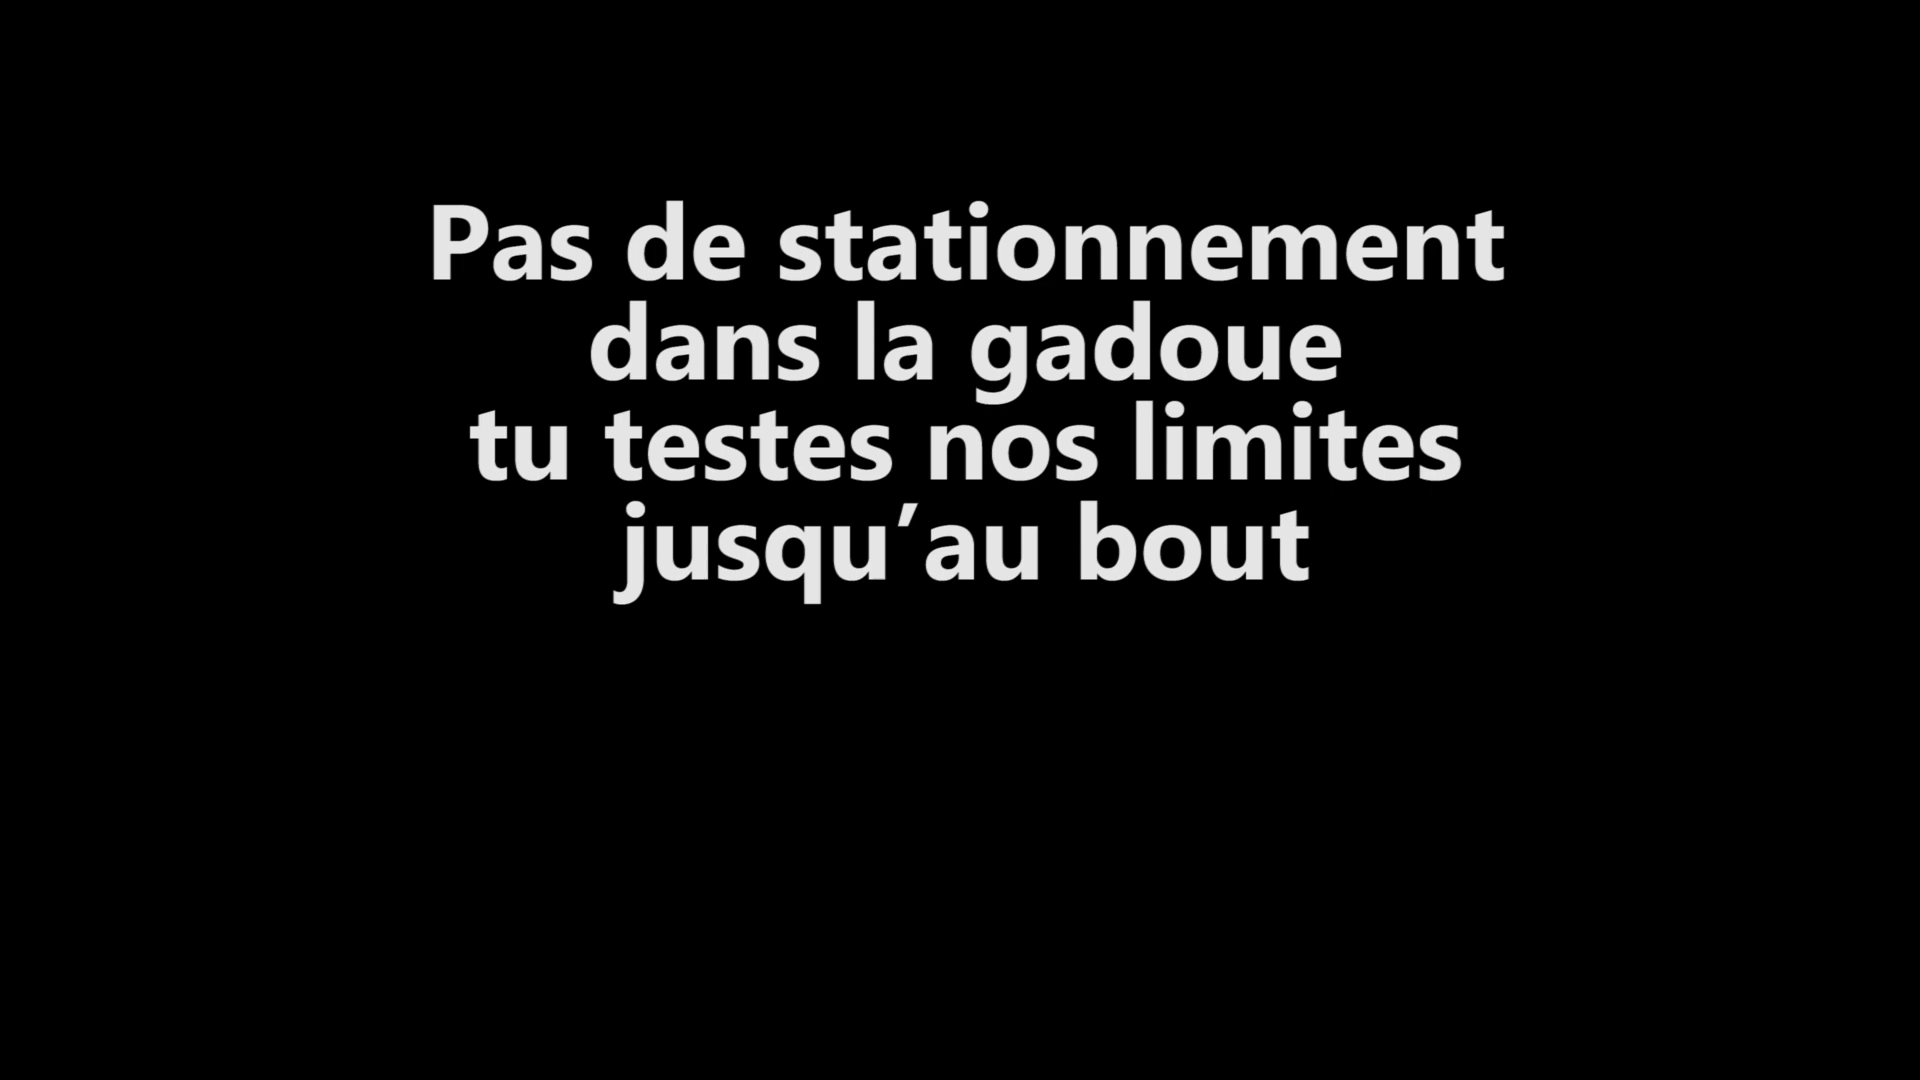 Pas de stationnement
dans la gadoue
tu testes nos limites
jusqu’au bout